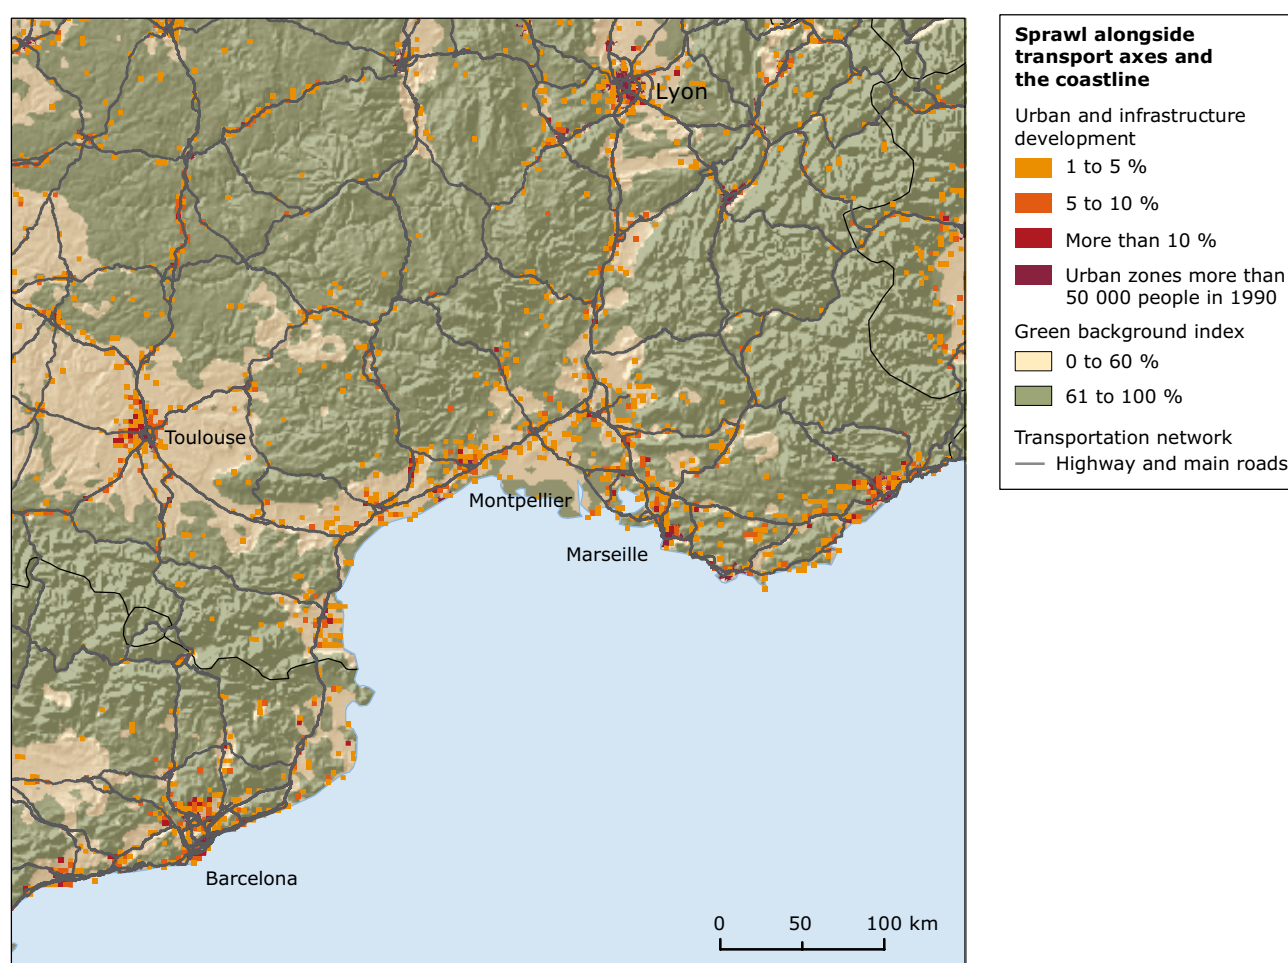 Lyon
Toulouse
Montpellier
Marseille
Barcelona
0 50 100 km
Sprawl alongside
transport axes and
the coastline
Urban and infrastructure
development
1 to 5 %
5 to 10 %
More than 10 %
Urban zones more than
50 000 people in 1990
Green background index
0 to 60 %
61 to 100 %
Transportation network
Highway and main roads